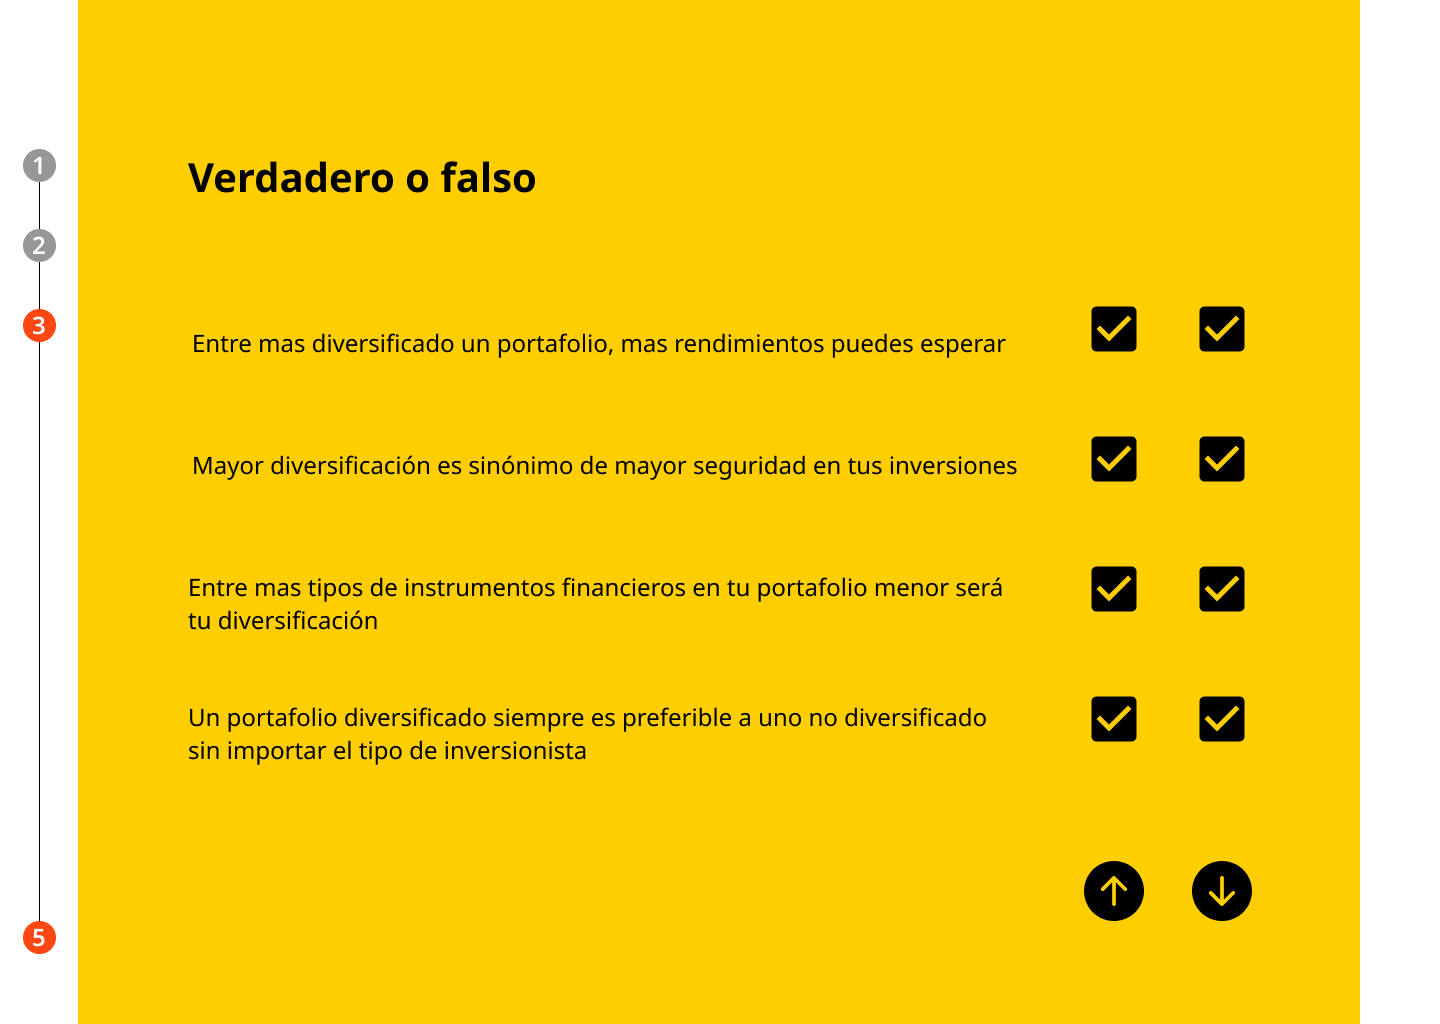 1
Verdadero o falso
2
3
Entre mas diversificado un portafolio, mas rendimientos puedes esperar
Mayor diversificación es sinónimo de mayor seguridad en tus inversiones
Entre mas tipos de instrumentos financieros en tu portafolio menor será
tu diversificación
Un portafolio diversificado siempre es preferible a uno no diversificado
sin importar el tipo de inversionista
5